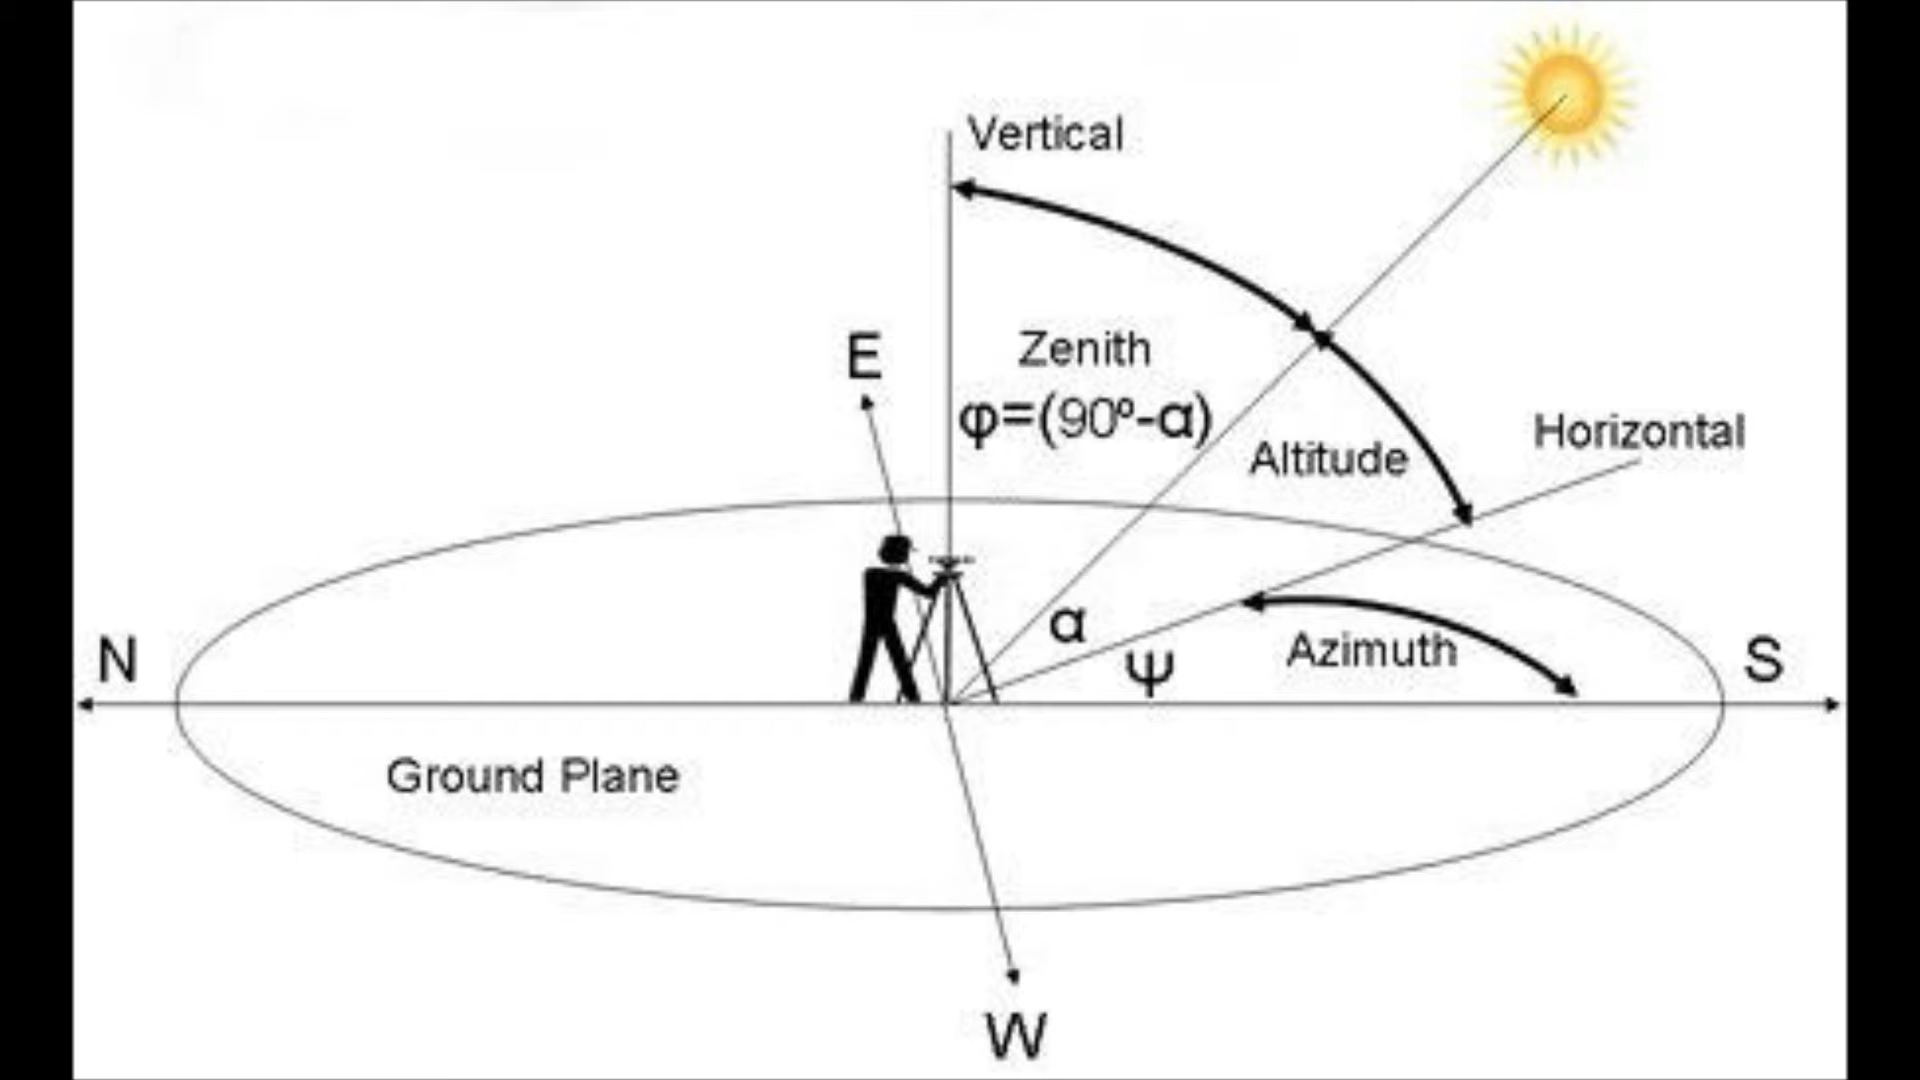 Vertical
E
Zenith
φ=(90º-α)
Altitude
Horizontal
N
α
ψ
Azimuth
S
Ground Plane
W